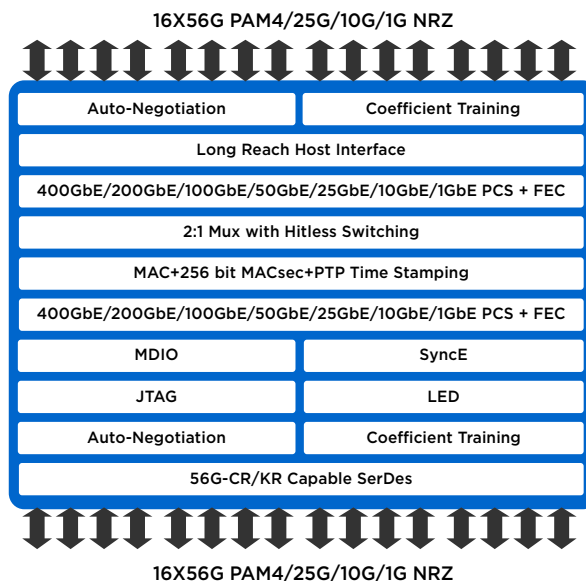 16X56G PAM4/25G/10G/1G NRZ
Auto-Negotiation Coefficient Training
Long Reach Host Interface
400GbE/200GbE/100GbE/50GbE/25GbE/10GbE/1GbE PCS + FEC
2:1 Mux with Hitless Switching
MAC+256 bit MACsec+PTP Time Stamping
400GbE/200GbE/100GbE/50GbE/25GbE/10GbE/1GbE PCS + FEC
MDIO SyncE
JTAG LED
Auto-Negotiation Coefficient Training
56G-CR/KR Capable SerDes
16X56G PAM4/25G/10G/1G NRZ